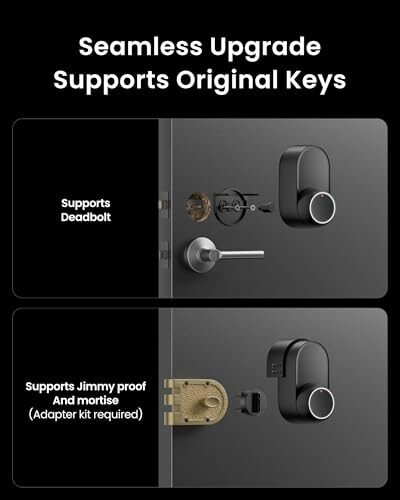 Seamless Upgrade
Supports Original Keys
Supports
Deadbolt
Supports Jimmy proof
And mortise
(Adapter kit required)